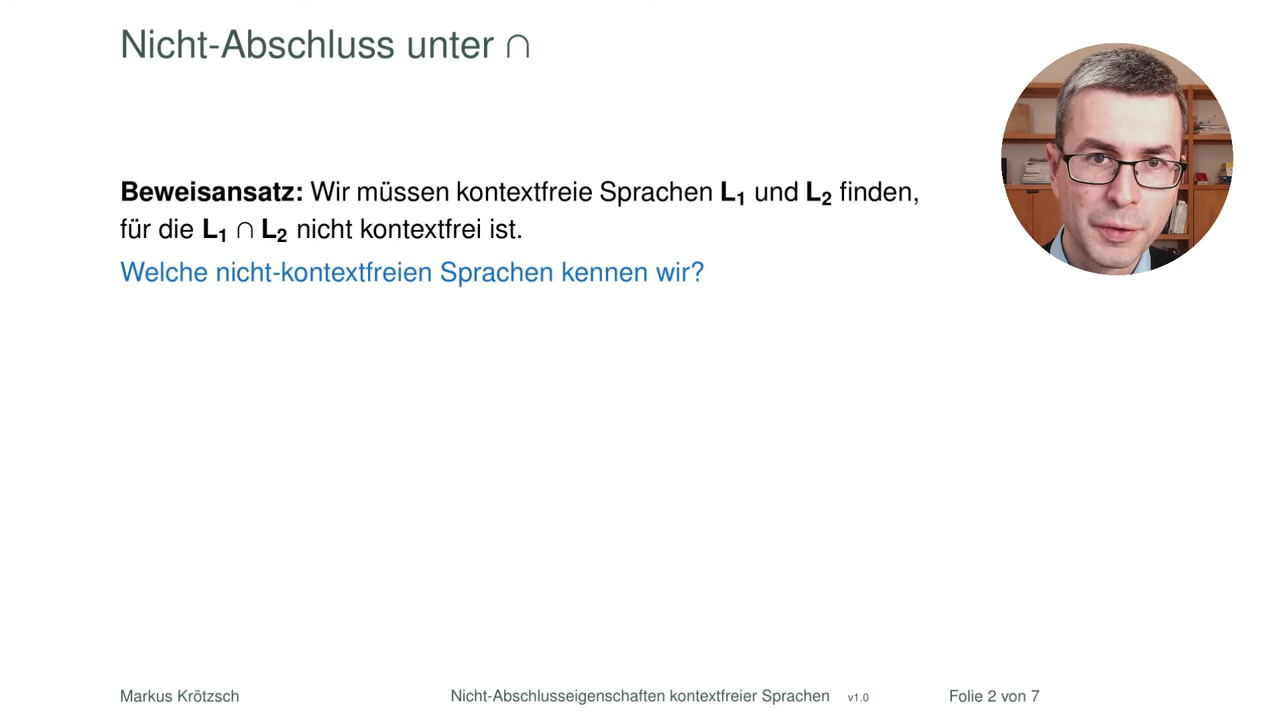 Nicht-Abschluss unter ∩
Beweisansatz: Wir müssen kontextfreie Sprachen L₁ und L₂ finden,
für die L₁ ∩ L₂ nicht kontextfrei ist.
Welche nicht-kontextfreien Sprachen kennen wir?
Markus Krötzsch Nicht-Abschlusseigenschaften kontextfreier Sprachen v1.0 Folie 2 von 7